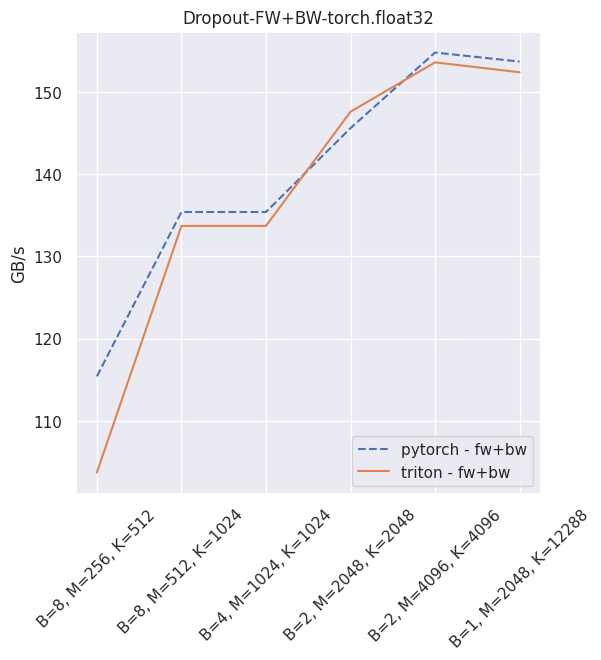 Dropout-FW+BW-torch.float32
GB/s
150
140
130
120
110
pytorch - fw+bw
triton - fw+bw
B=8, M=256, K=512
B=8, M=512, K=1024
B=4, M=1024, K=1024
B=2, M=2048, K=2048
B=2, M=4096, K=4096
B=1, M=2048, K=12288